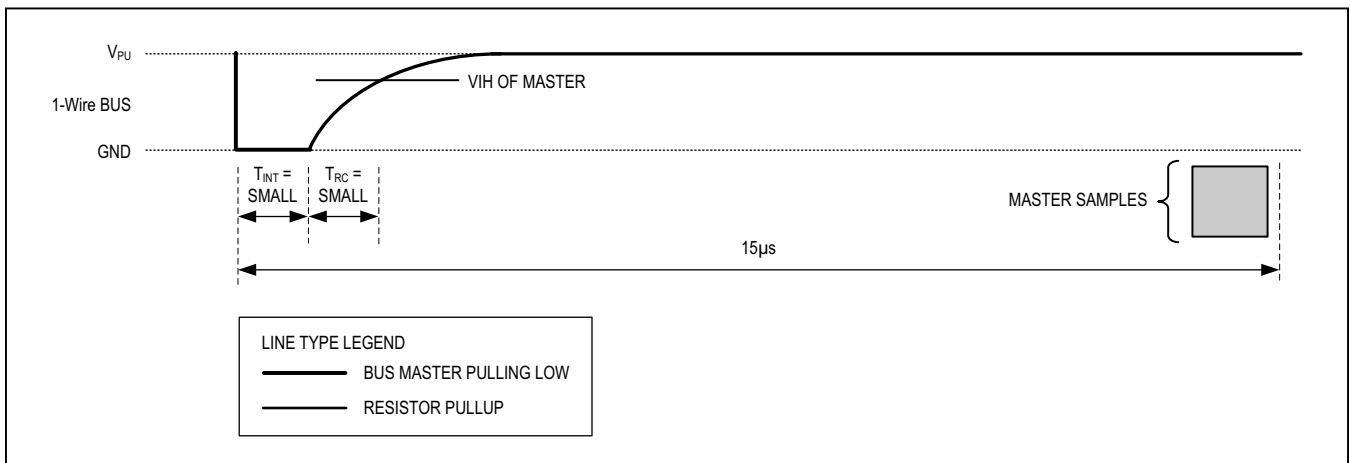 VPU
VIH OF MASTER
1-Wire BUS
GND
TINT =
SMALL
TRC =
SMALL
MASTER SAMPLES
15µs
LINE TYPE LEGEND
BUS MASTER PULLING LOW
RESISTOR PULLUP